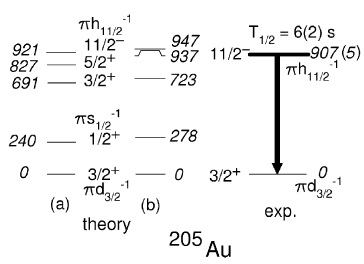 πh11/2-1
921 11/2- 947
827 5/2+ 937
691 3/2+ 723
πs1/2-1
240 1/2+ 278
0 3/2+ 0
πd3/2-1
(a) (b)
theory
T1/2 = 6(2) s
11/2- 907(5)
πh11/2-1
3/2+ 0
πd3/2-1
exp.
205Au